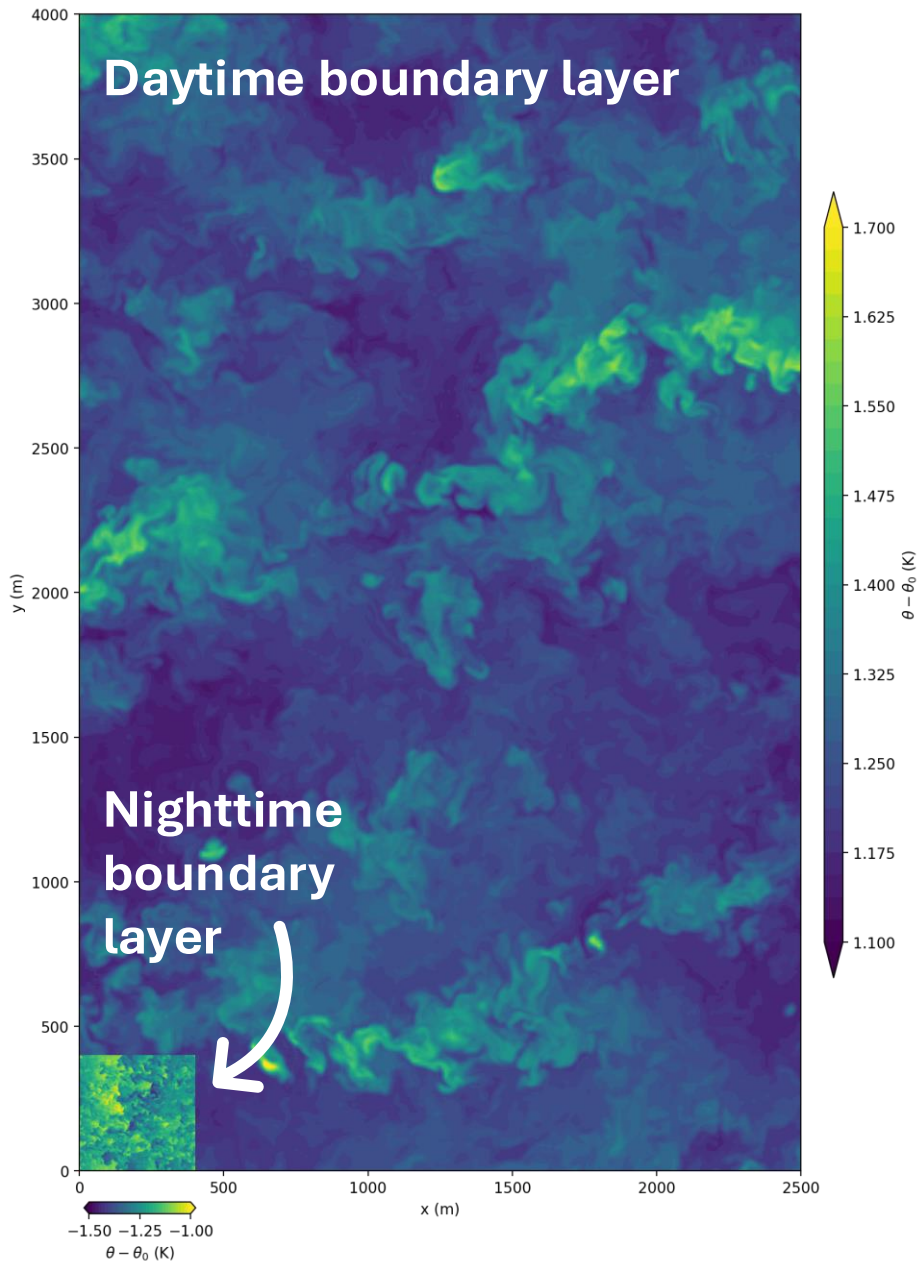 4000
Daytime boundary layer
3500
3000
2500
2000
1500
1000
500
0
y (m)
Nighttime
boundary
layer
0 500 1000 1500 2000 2500
x (m)
1.700
1.625
1.550
1.475
1.400
1.325
1.250
1.175
1.100
θ − θ₀ (K)
−1.50 −1.25 −1.00
θ − θ₀ (K)